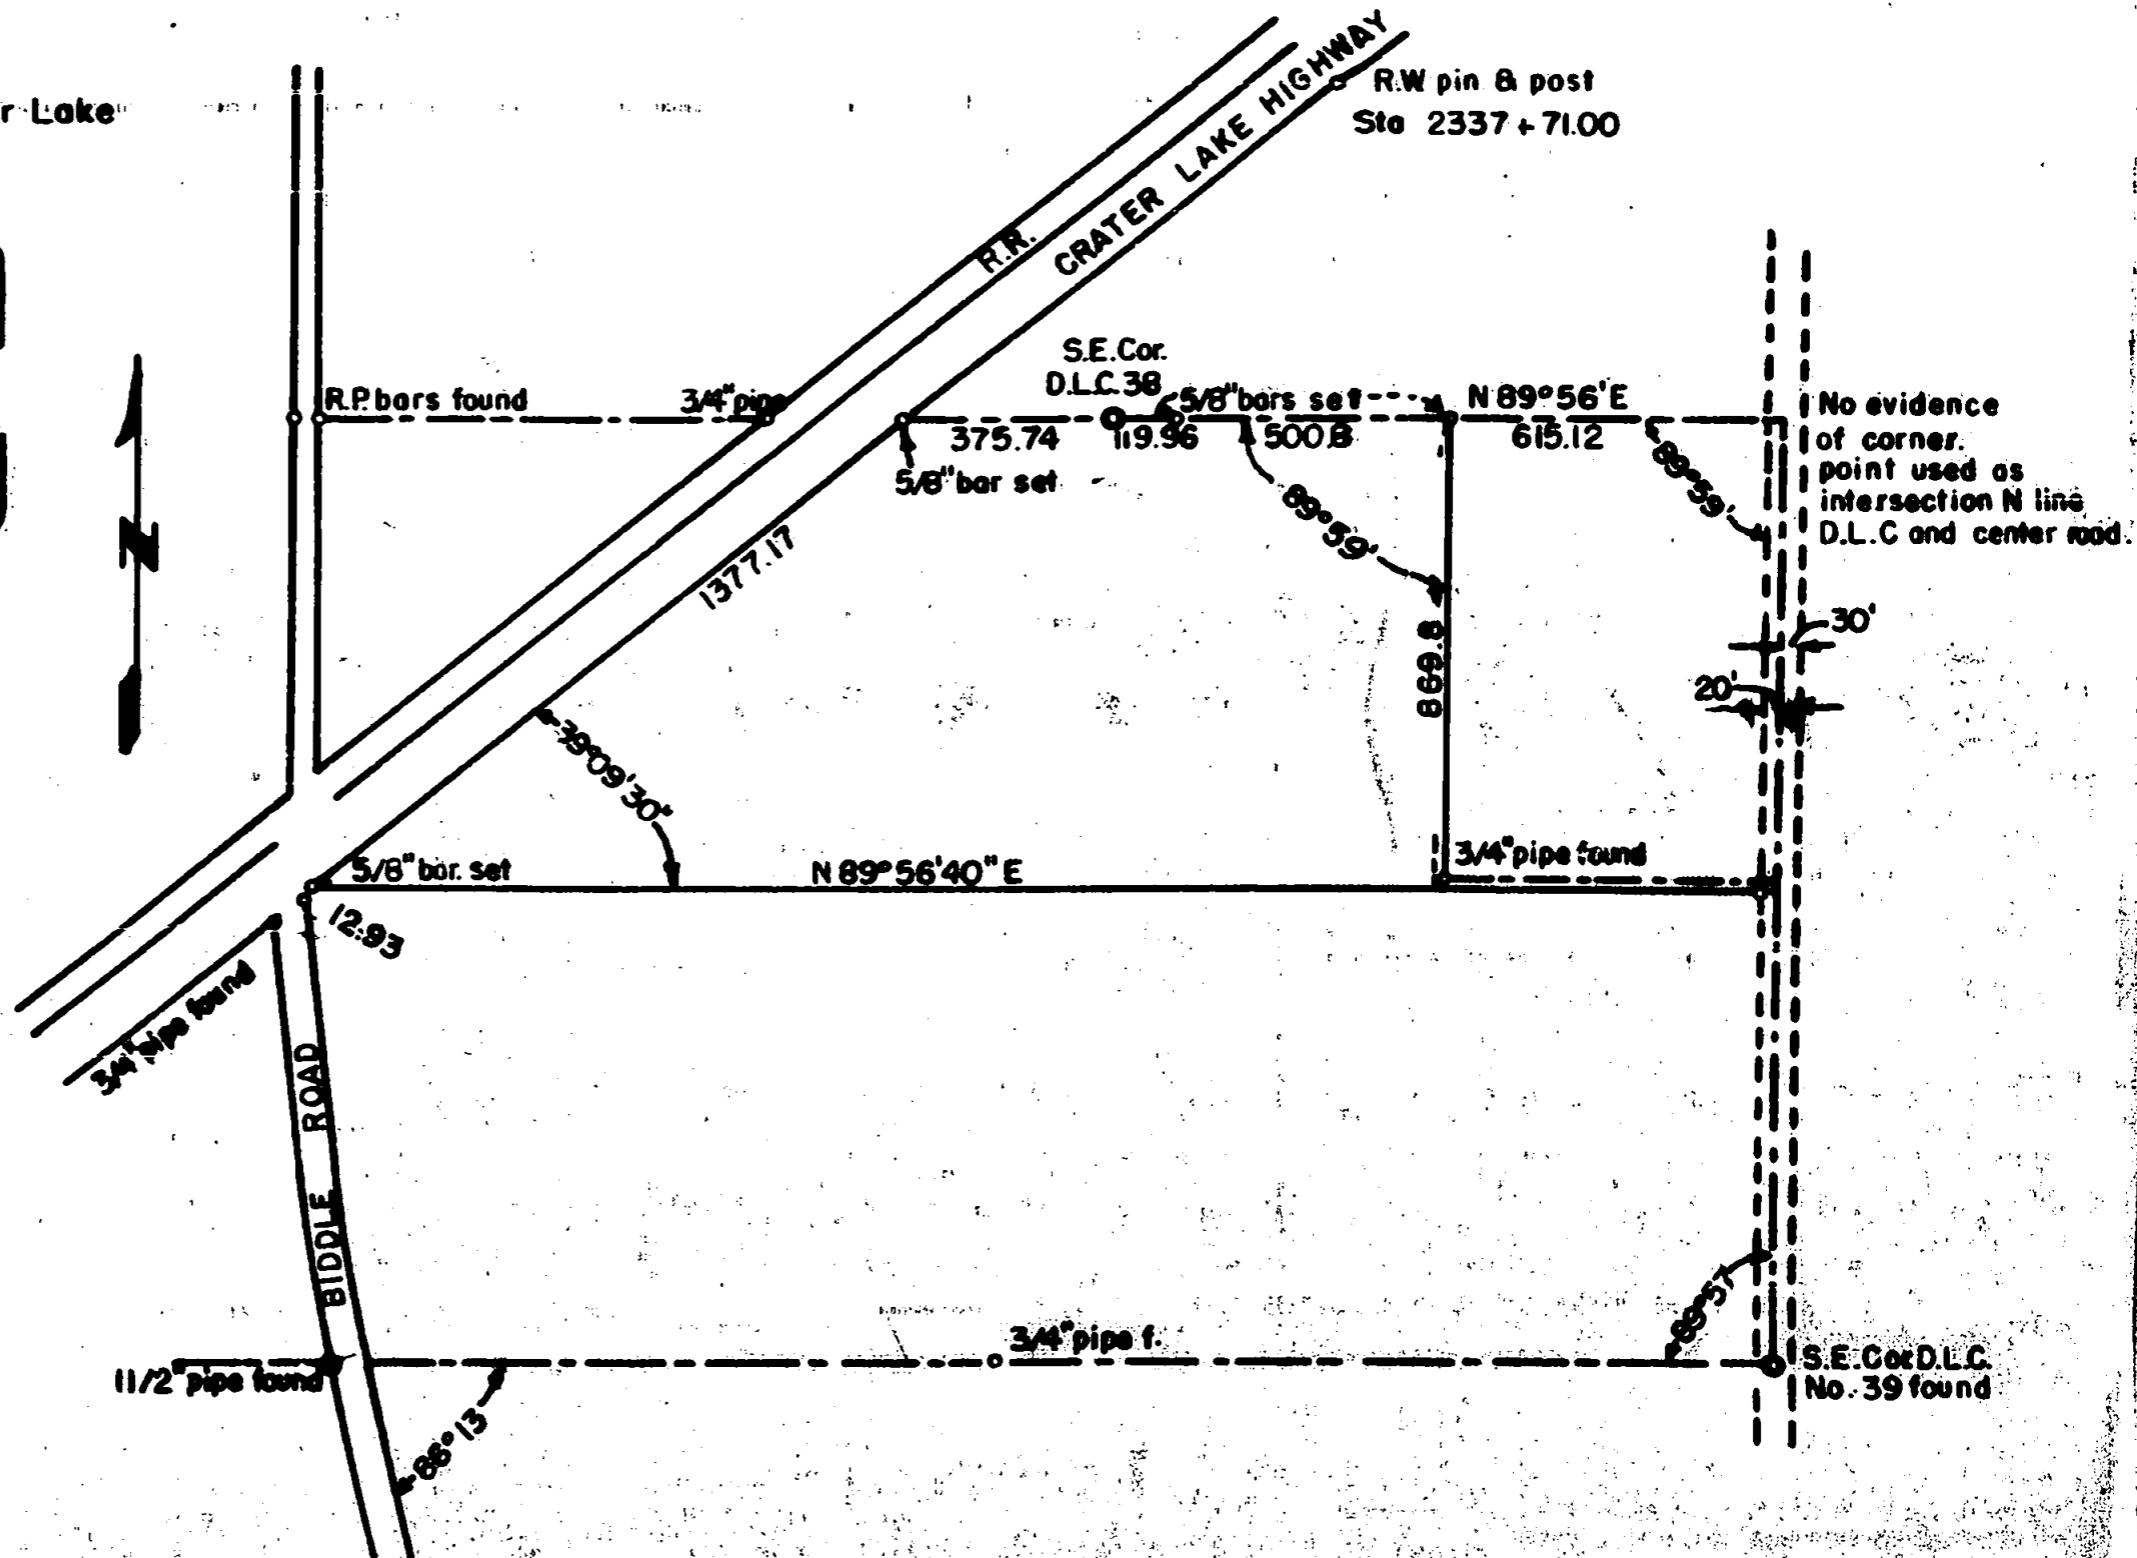 r Lake
R.R.
CRATER LAKE HIGHWAY
R.W pin & post
Sta 2337+71.00
R.P. bars found
3/4" pipe
S.E. Cor.
D.L.C. 38
5/8" bars set
N 89°56'E
375.74
119.96
500.8
615.12
5/8" bar set
89°59'
89°59'
No evidence
of corner.
point used as
intersection N line
D.L.C and center road.
N
1377.17
869.8
30'
20'
39°09'30"
5/8" bar. set
N 89°56'40" E
3/4" pipe found
12.93
3/4" pipe found
BIDDLE ROAD
89°57'
3/4" pipe f.
1 1/2" pipe found
86°13
S.E. Cor D.L.C.
No. 39 found